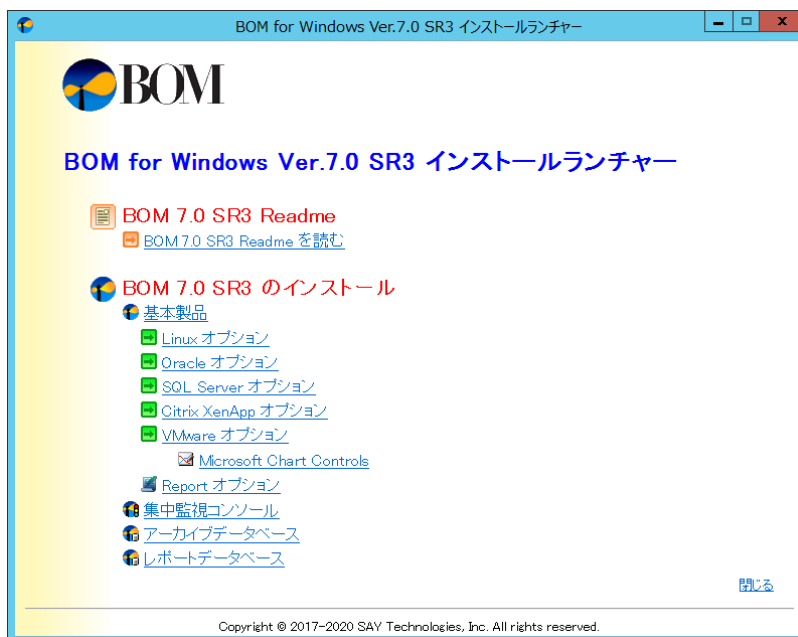 BOM for Windows Ver.7.0 SR3 インストールランチャー
BOM
BOM for Windows Ver.7.0 SR3 インストールランチャー
BOM 7.0 SR3 Readme
BOM 7.0 SR3 Readme を読む
BOM 7.0 SR3 のインストール
基本製品
Linux オプション
Oracle オプション
SQL Server オプション
Citrix XenApp オプション
VMware オプション
Microsoft Chart Controls
Report オプション
集中監視コンソール
アーカイブデータベース
レポートデータベース
閉じる
Copyright © 2017-2020 SAY Technologies, Inc. All rights reserved.